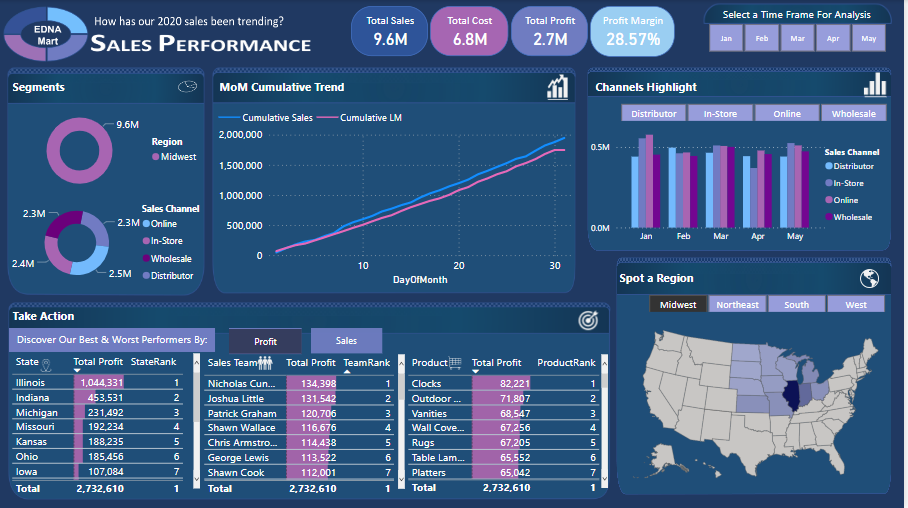 EDNA
Mart
How has our 2020 sales been trending?
SALES PERFORMANCE
Total Sales
9.6M
Total Cost
6.8M
Total Profit
2.7M
Profit Margin
28.57%
Select a Time Frame For Analysis
Jan
Feb
Mar
Apr
May
Segments
9.6M
Region
Midwest
Sales Channel
Online
In-Store
Wholesale
Distributor
2.3M
2.3M
2.4M
2.5M
MoM Cumulative Trend
Cumulative Sales
Cumulative LM
2,000,000
1,500,000
1,000,000
500,000
0
10
20
30
DayOfMonth
Channels Highlight
Distributor
In-Store
Online
Wholesale
0.5M
0.0M
Jan
Feb
Mar
Apr
May
Sales Channel
Distributor
In-Store
Online
Wholesale
Take Action
Discover Our Best & Worst Performers By:
Profit
Sales
State Total Profit StateRank
Illinois 1,044,331 1
Indiana 453,531 2
Michigan 231,492 3
Missouri 192,234 4
Kansas 188,235 5
Ohio 185,456 6
Iowa 107,084 7
Total 2,732,610 1
Sales Team Total Profit TeamRank
Nicholas Cun... 134,398 1
Joshua Little 131,542 2
Patrick Graham 120,706 3
Shawn Wallace 116,676 4
Chris Armstro... 114,438 5
George Lewis 113,522 6
Shawn Cook 112,001 7
Total 2,732,610 1
Product Total Profit ProductRank
Clocks 82,221 1
Outdoor ... 71,807 2
Vanities 68,547 3
Wall Cove... 67,256 4
Rugs 67,205 5
Table Lam... 65,552 6
Platters 65,042 7
Total 2,732,610 1
Spot a Region
Midwest
Northeast
South
West